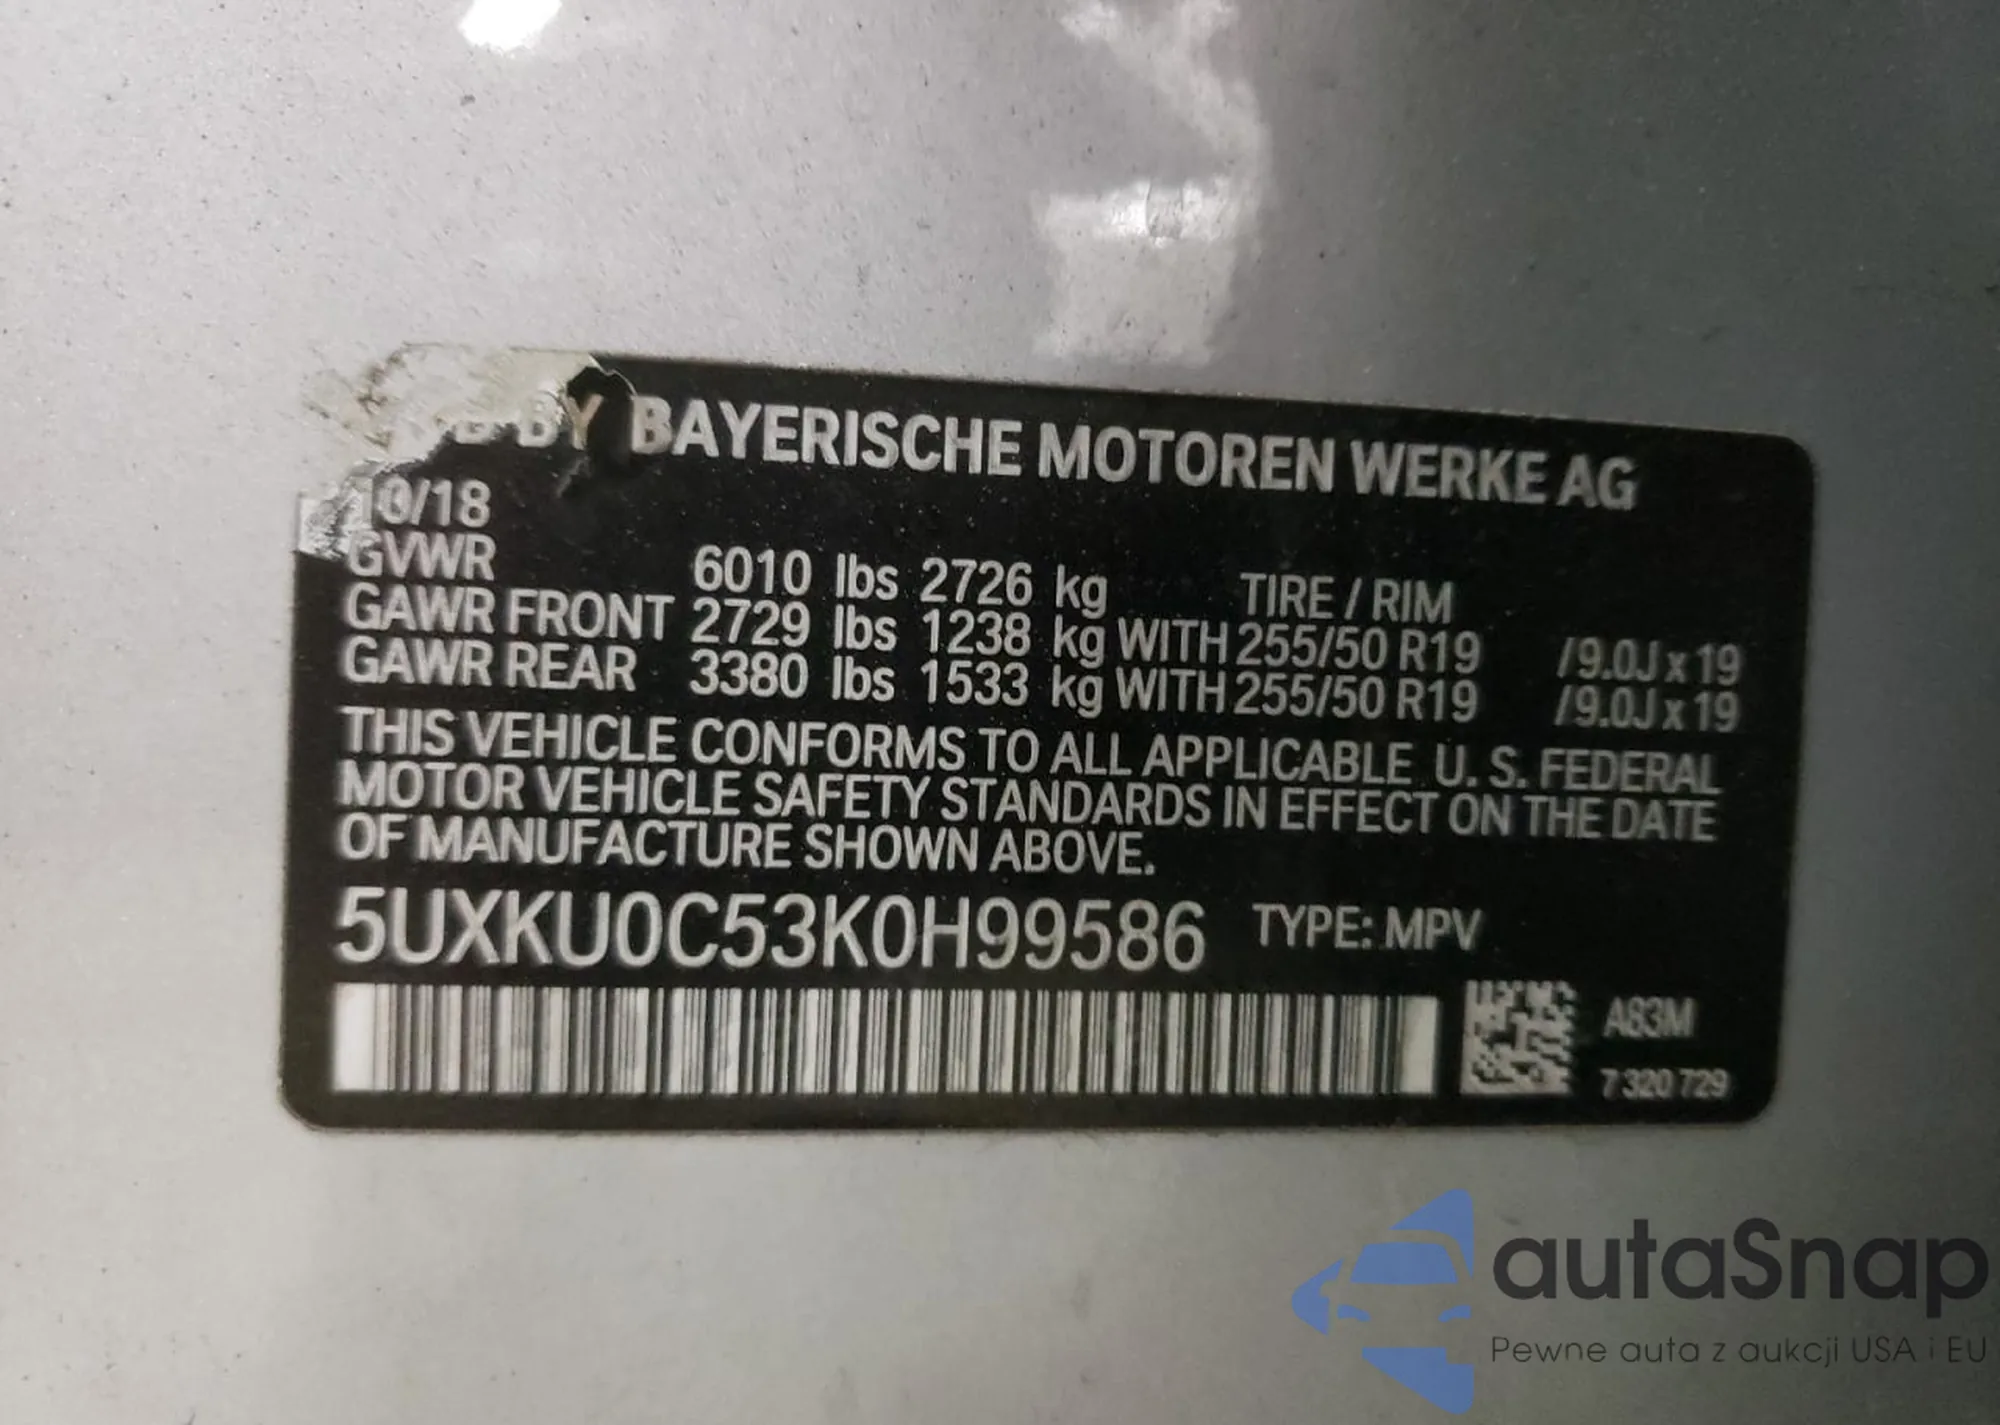 BY BAYERISCHE MOTOREN WERKE AG
10/18
GVWR 6010 lbs 2726 kg TIRE / RIM
GAWR FRONT 2729 lbs 1238 kg WITH 255/50 R19 /9.0J x 19
GAWR REAR 3380 lbs 1533 kg WITH 255/50 R19 /9.0J x 19
THIS VEHICLE CONFORMS TO ALL APPLICABLE U. S. FEDERAL
MOTOR VEHICLE SAFETY STANDARDS IN EFFECT ON THE DATE
OF MANUFACTURE SHOWN ABOVE.
5UXKU0C53K0H99586 TYPE: MPV
A83M
7 320 729
autaSnap
Pewne auta z aukcji USA i EU